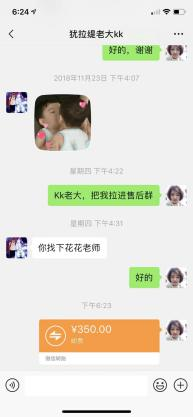 6:24
犹拉缇老大kk
好的，谢谢
2018年11月23日 下午4:07
星期四 下午4:22
Kk老大，把我拉进售后群
星期四 下午4:31
你找下花花老师
好的
下午6:23
¥350.00
邮费
微信转账